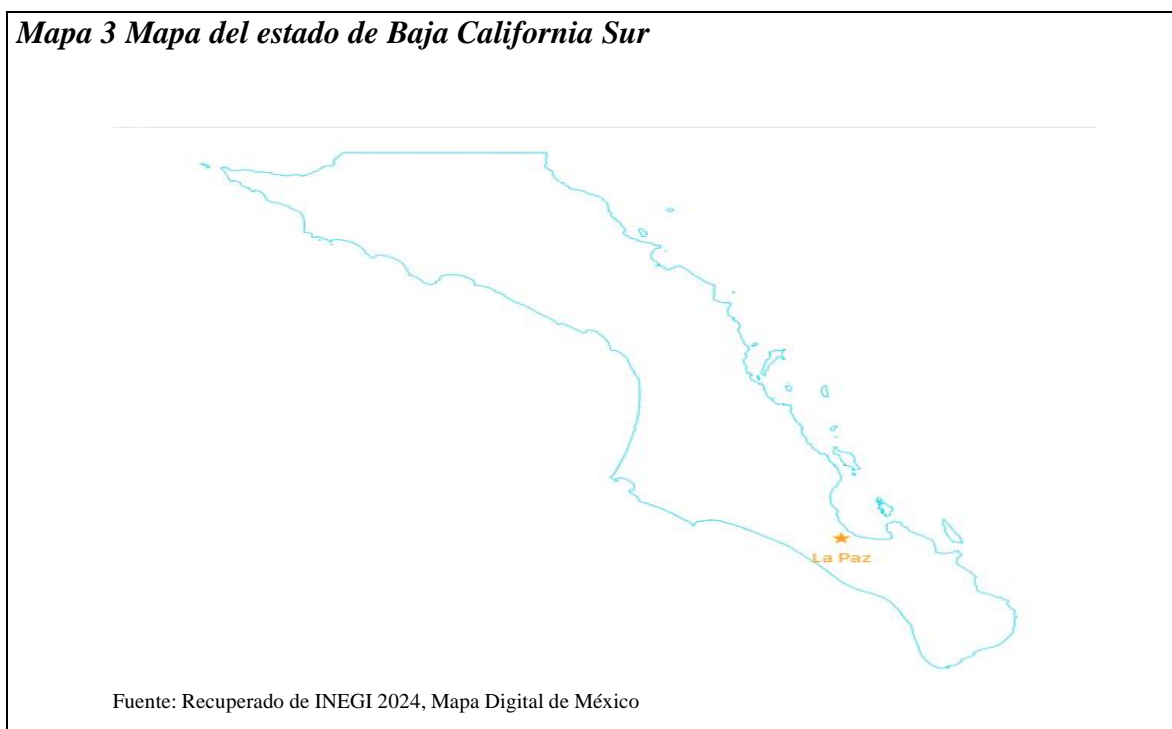 Mapa 3 Mapa del estado de Baja California Sur
La Paz
Fuente: Recuperado de INEGI 2024, Mapa Digital de México